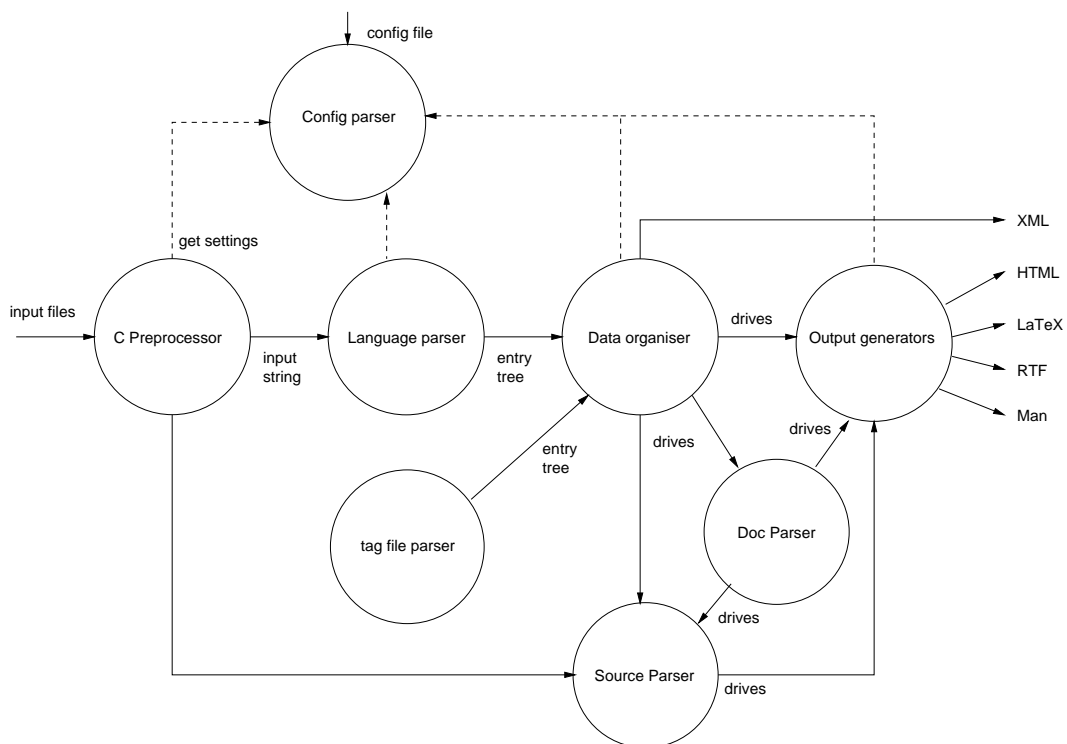 config file
Config parser
get settings
XML
HTML
input files
LaTeX
drives
C Preprocessor
Language parser
Data organiser
Output generators
input
string
entry
tree
RTF
Man
drives
drives
entry
tree
Doc Parser
tag file parser
drives
Source Parser
drives